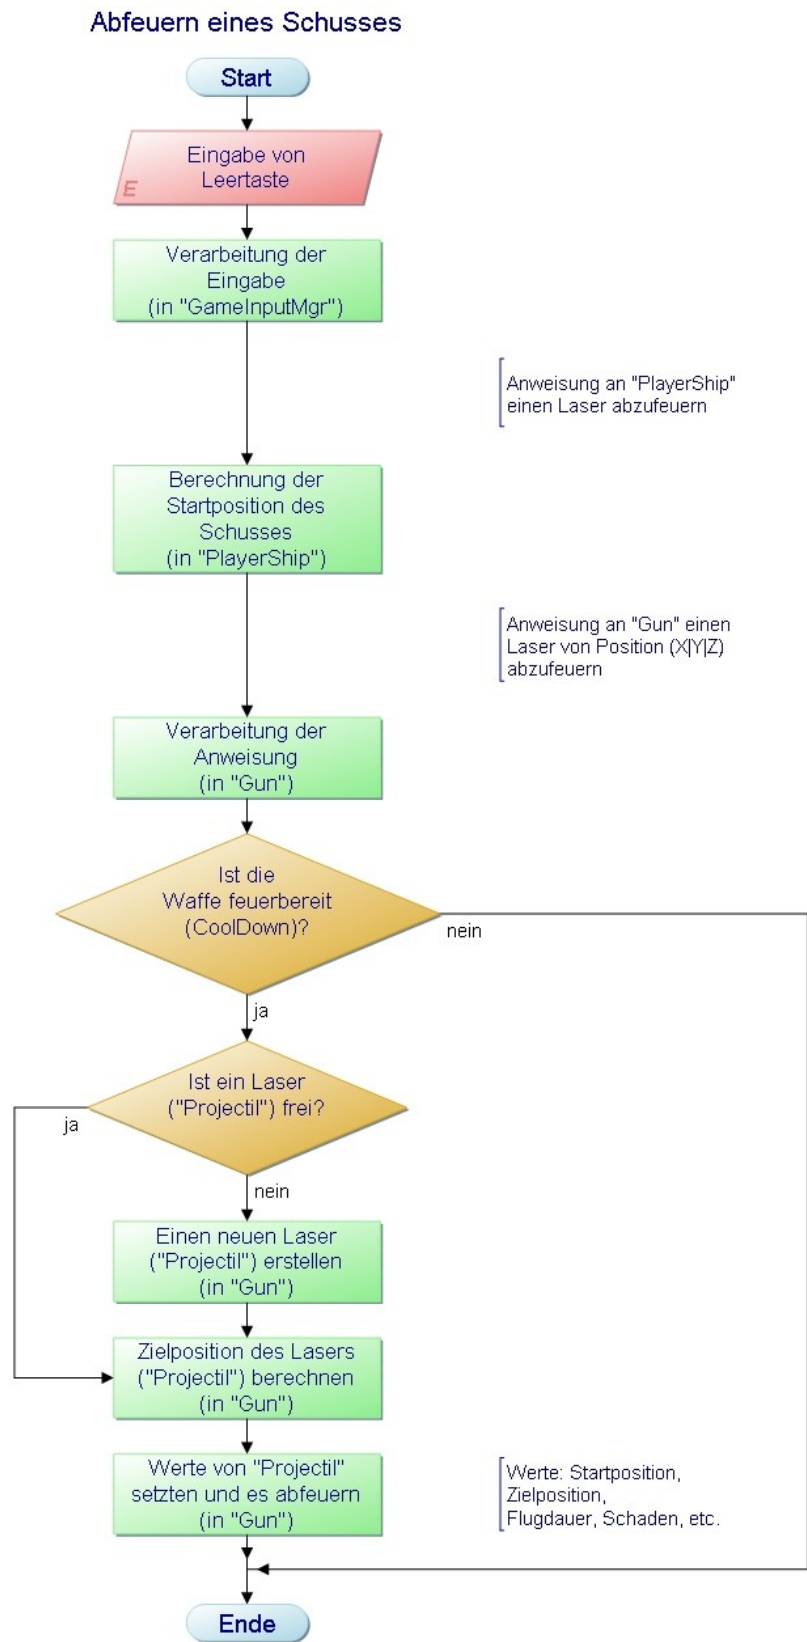 Abfeuern eines Schusses
Start
Eingabe von
Leertaste
E
Verarbeitung der
Eingabe
(in "GameInputMgr")
Anweisung an "PlayerShip"
einen Laser abzufeuern
Berechnung der
Startposition des
Schusses
(in "PlayerShip")
Anweisung an "Gun" einen
Laser von Position (X|Y|Z)
abzufeuern
Verarbeitung der
Anweisung
(in "Gun")
Ist die
Waffe feuerbereit
(CoolDown)?
nein
ja
Ist ein Laser
("Projectil") frei?
ja
nein
Einen neuen Laser
("Projectil") erstellen
(in "Gun")
Zielposition des Lasers
("Projectil") berechnen
(in "Gun")
Werte von "Projectil"
setzten und es abfeuern
(in "Gun")
Werte: Startposition,
Zielposition,
Flugdauer, Schaden, etc.
Ende